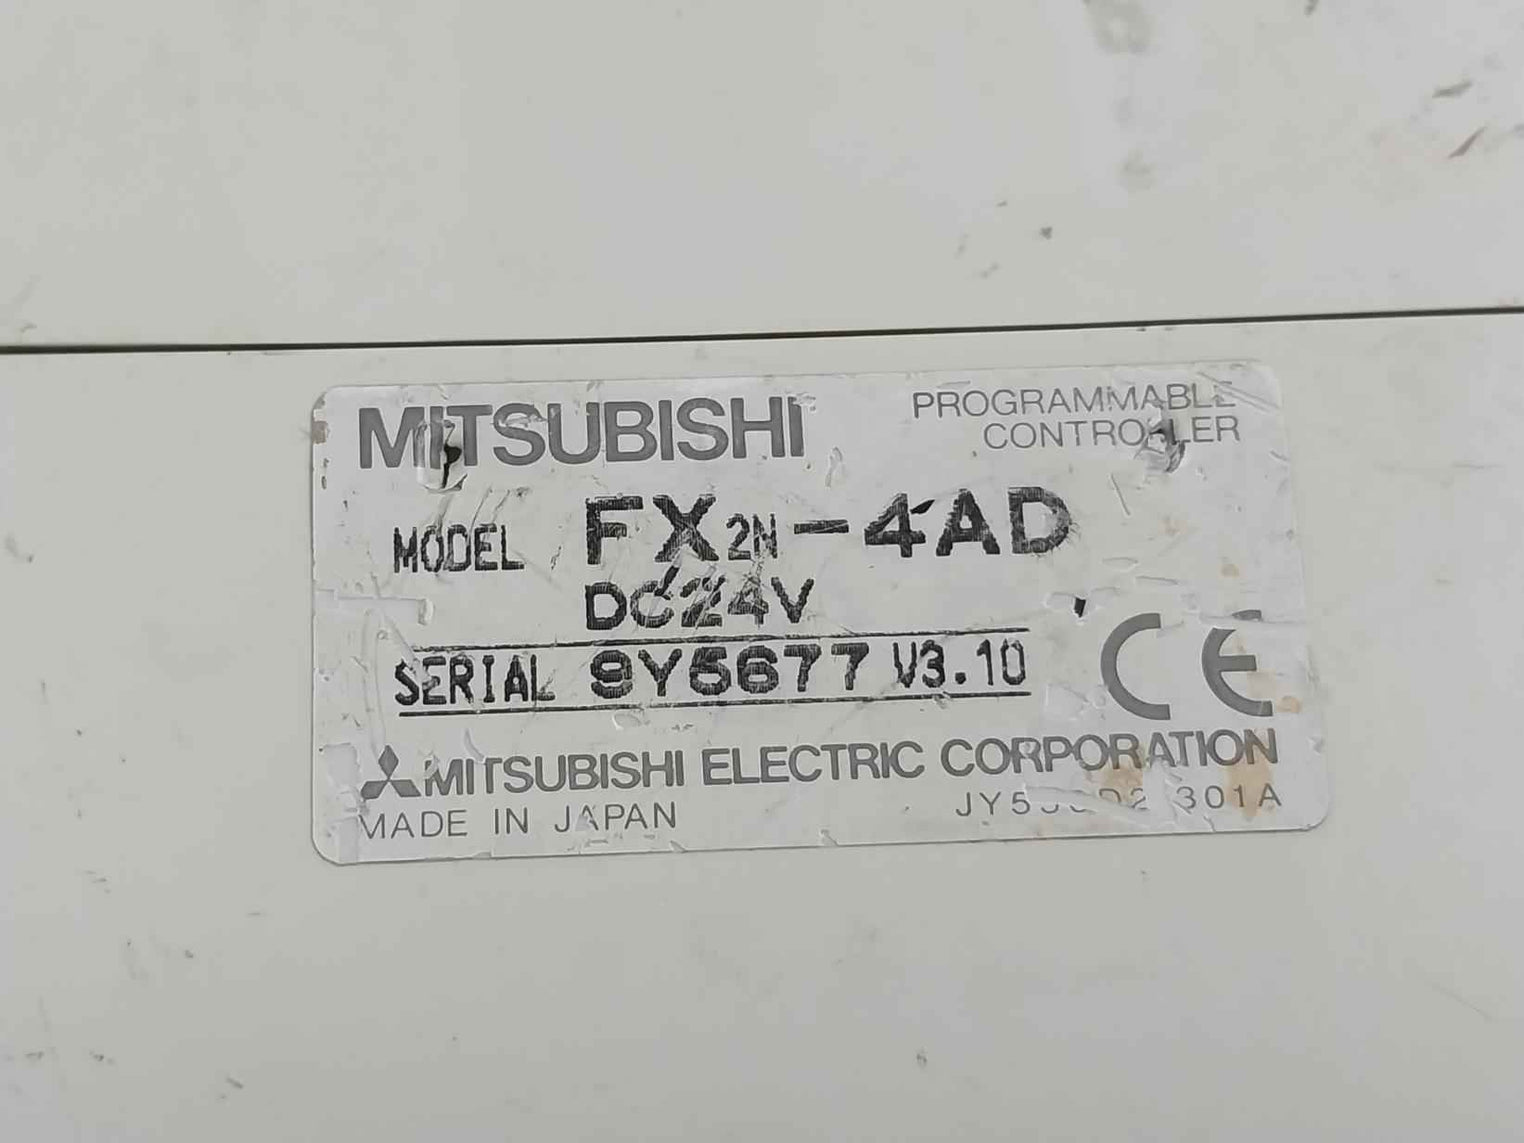 MITSUBISHI
PROGRAMMABLE
CONTROLLER
MODEL FX2N-4AD
DC24V
SERIAL 9Y5677 V3.10
CE
MITSUBISHI ELECTRIC CORPORATION
MADE IN JAPAN